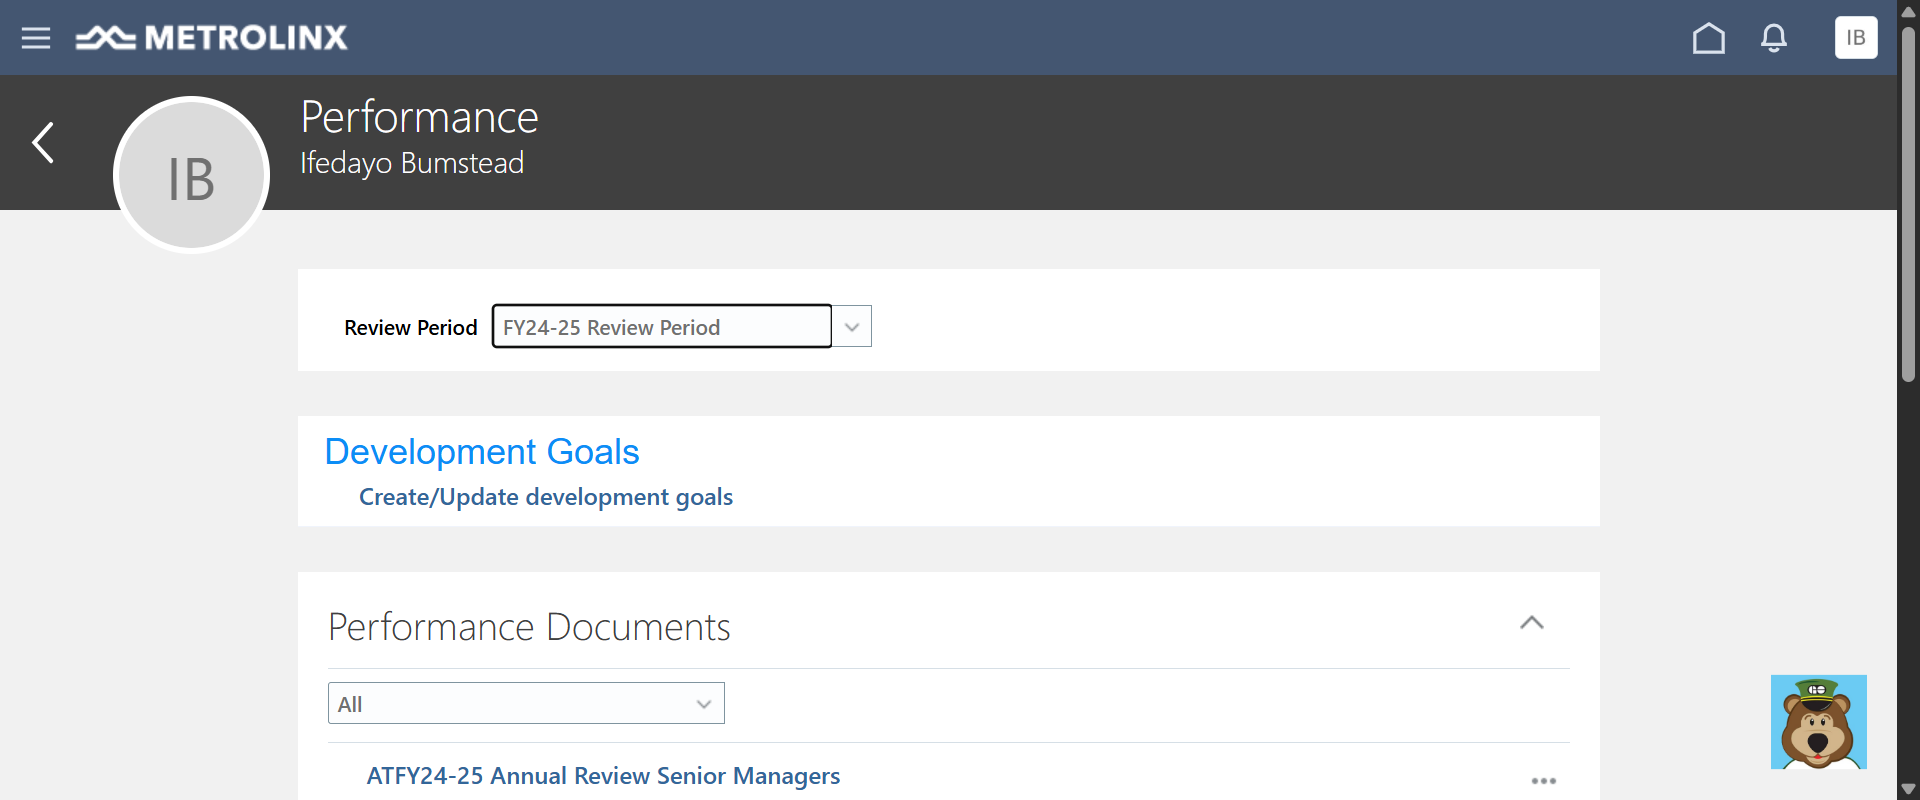 METROLINX
IB
Performance
Ifedayo Bumstead
IB
Review Period FY24-25 Review Period
Development Goals
Create/Update development goals
Performance Documents
All
GO
ATFY24-25 Annual Review Senior Managers